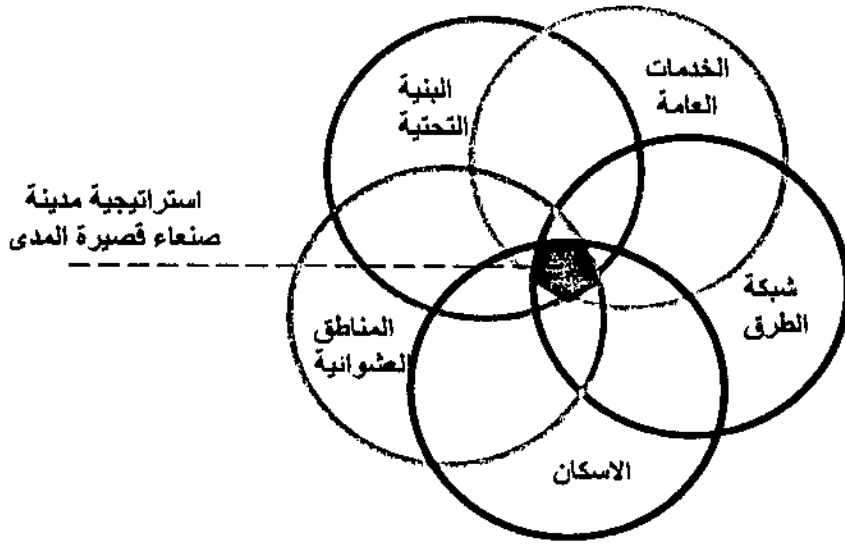 الخدمات
العامة
البنية
التحتية
استراتيجية مدينة
صنعاء قصيرة المدى
شبكة
الطرق
المناطق
العشوائية
الاسكان